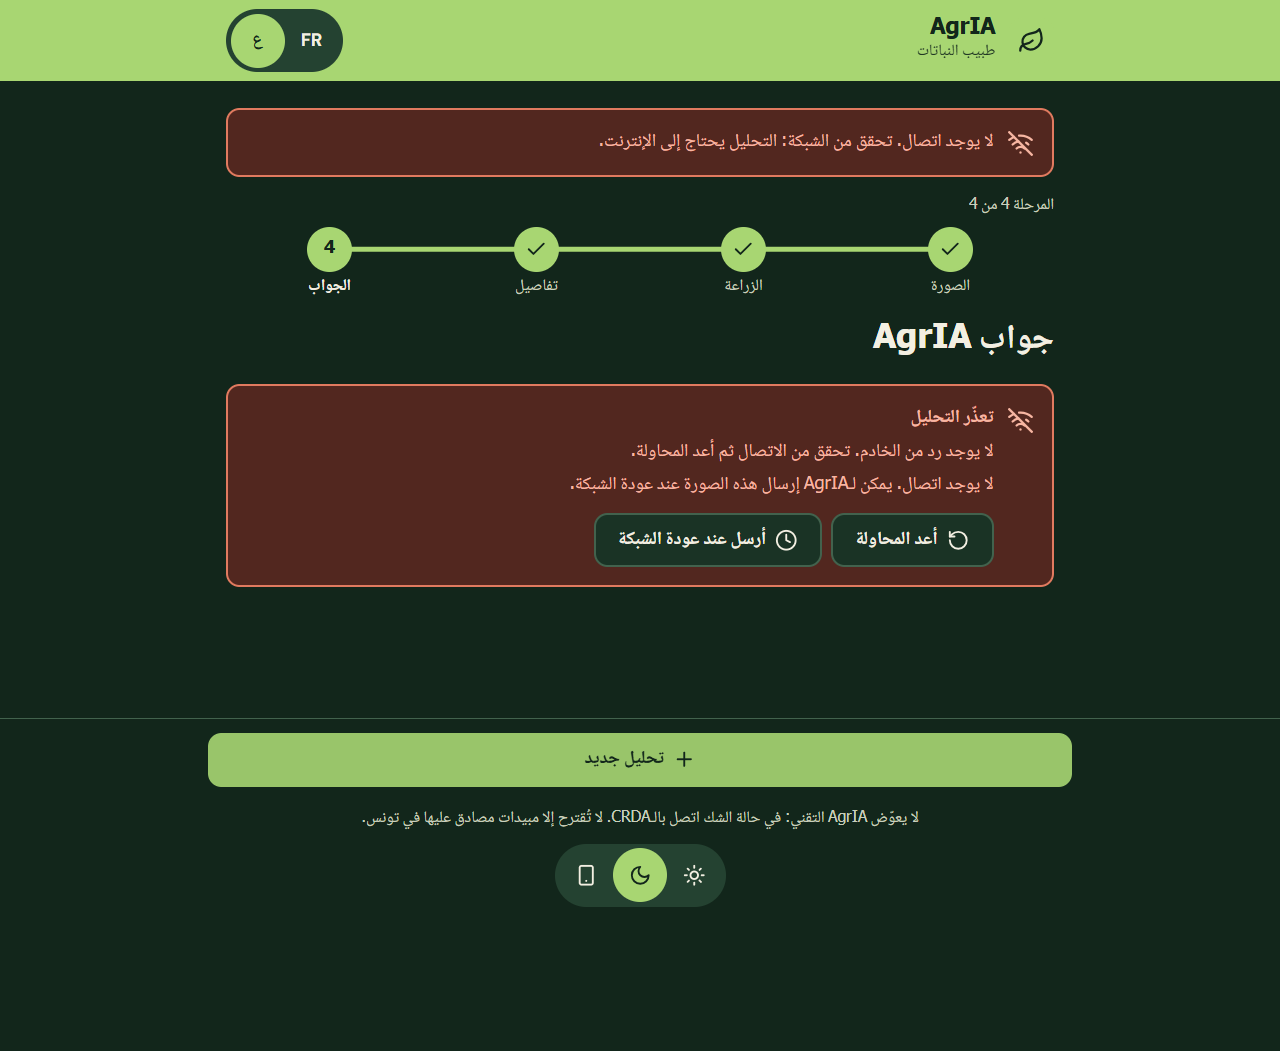 AgrIA
طبيب النباتات
FR
ع
لا يوجد اتصال. تحقق من الشبكة: التحليل يحتاج إلى الإنترنت.
المرحلة 4 من 4
الصورة
الزراعة
تفاصيل
4
الجواب
جواب AgrIA
تعذّر التحليل
لا يوجد رد من الخادم. تحقق من الاتصال ثم أعد المحاولة.
لا يوجد اتصال. يمكن لـAgrIA إرسال هذه الصورة عند عودة الشبكة.
أعد المحاولة
أرسل عند عودة الشبكة
تحليل جديد
لا يعوّض AgrIA التقني: في حالة الشك اتصل بالـCRDA. لا تُقترح إلا مبيدات مصادق عليها في تونس.